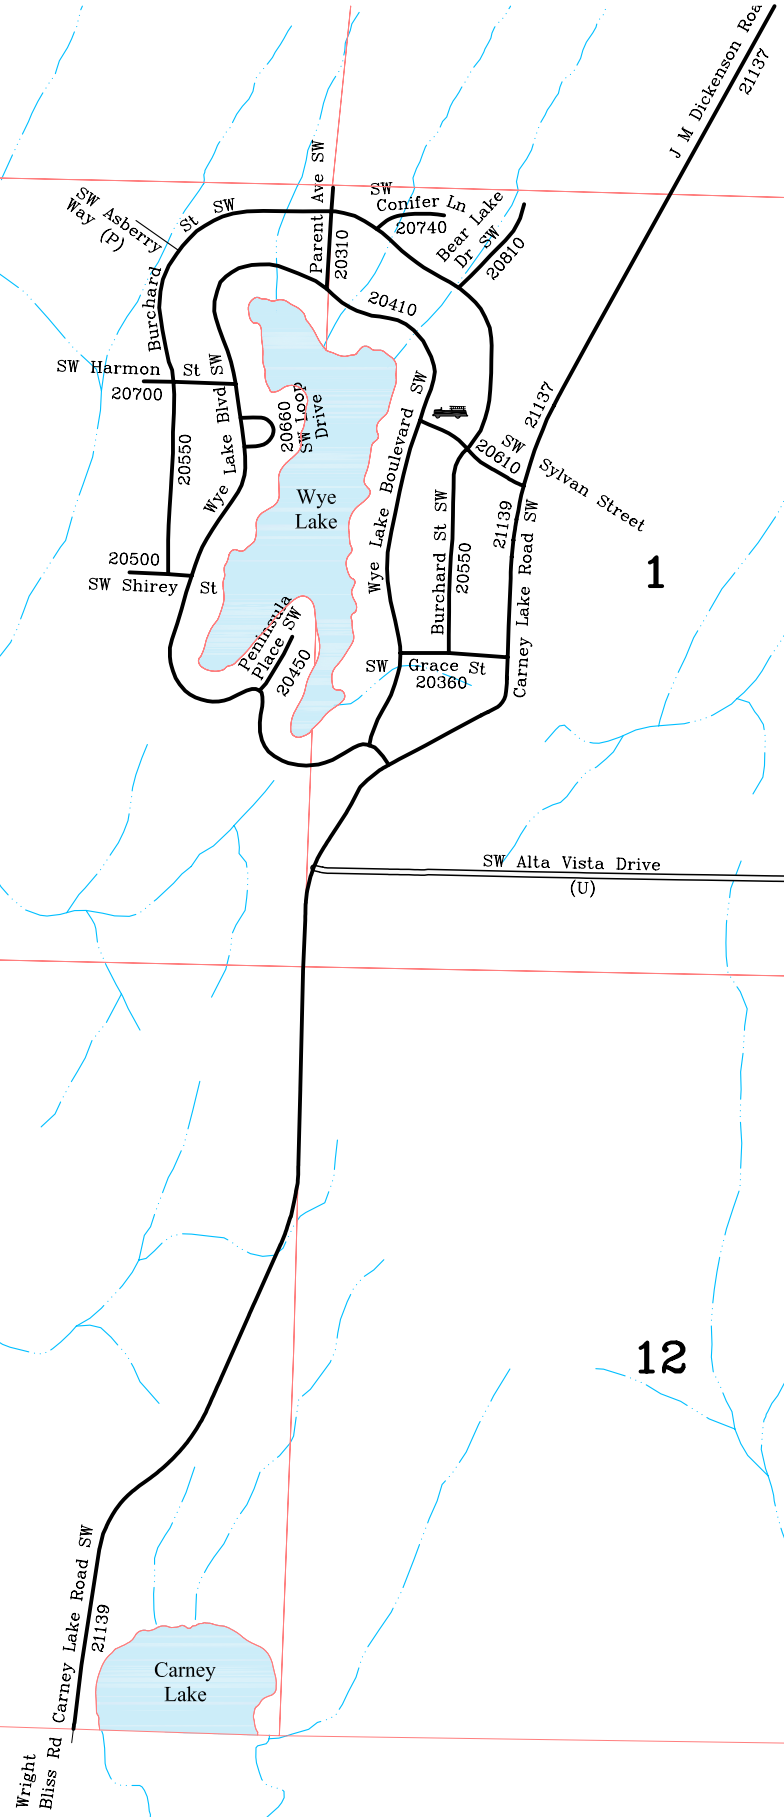 J M Dickenson Roa
21137
SW Asberry
Way (P)
Burchard St SW
Parent Ave SW
20310
SW
Conifer Ln
20740
Bear Lake
Dr SW
20810
20410
SW Harmon St
20700
SW
Wye Lake Blvd
20660
SW Loop
Drive
20550
Wye Lake Boulevard SW
21137
SW Sylvan Street
20610
Wye
Lake
21139
Carney Lake Road SW
Burchard St SW
20550
20500
SW Shirey St
1
Peninsula
Place SW
20450
SW Grace St
20360
SW Alta Vista Drive
(U)
12
Carney Lake Road SW
21139
Carney
Lake
Wright
Bliss Rd